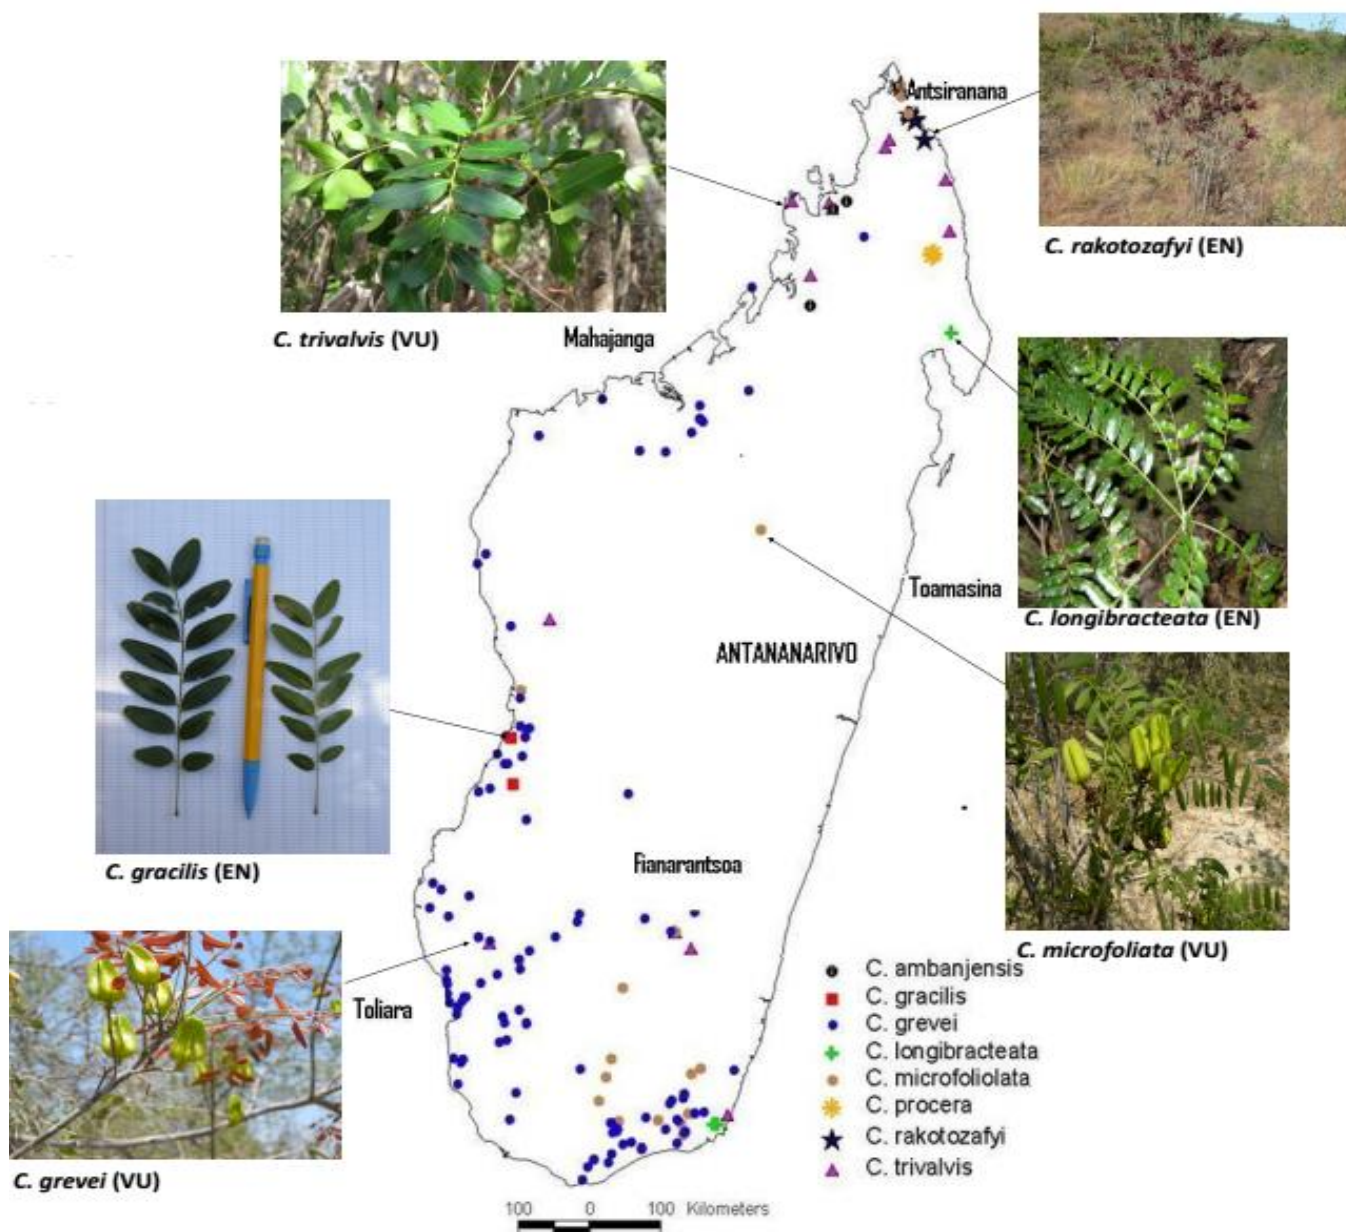 Antsiranana
C. rakotozafyi (EN)
C. trivalvis (VU)
Mahajanga
C. longibracteata (EN)
Toamasina
ANTANANARIVO
C. gracilis (EN)
Fianarantsoa
C. microfoliata (VU)
Toliara
C. grevei (VU)
C. ambanjensis
C. gracilis
C. grevei
C. longibracteata
C. microfoliolata
C. procera
C. rakotozafyi
C. trivalvis
100 0 100 Kilometers